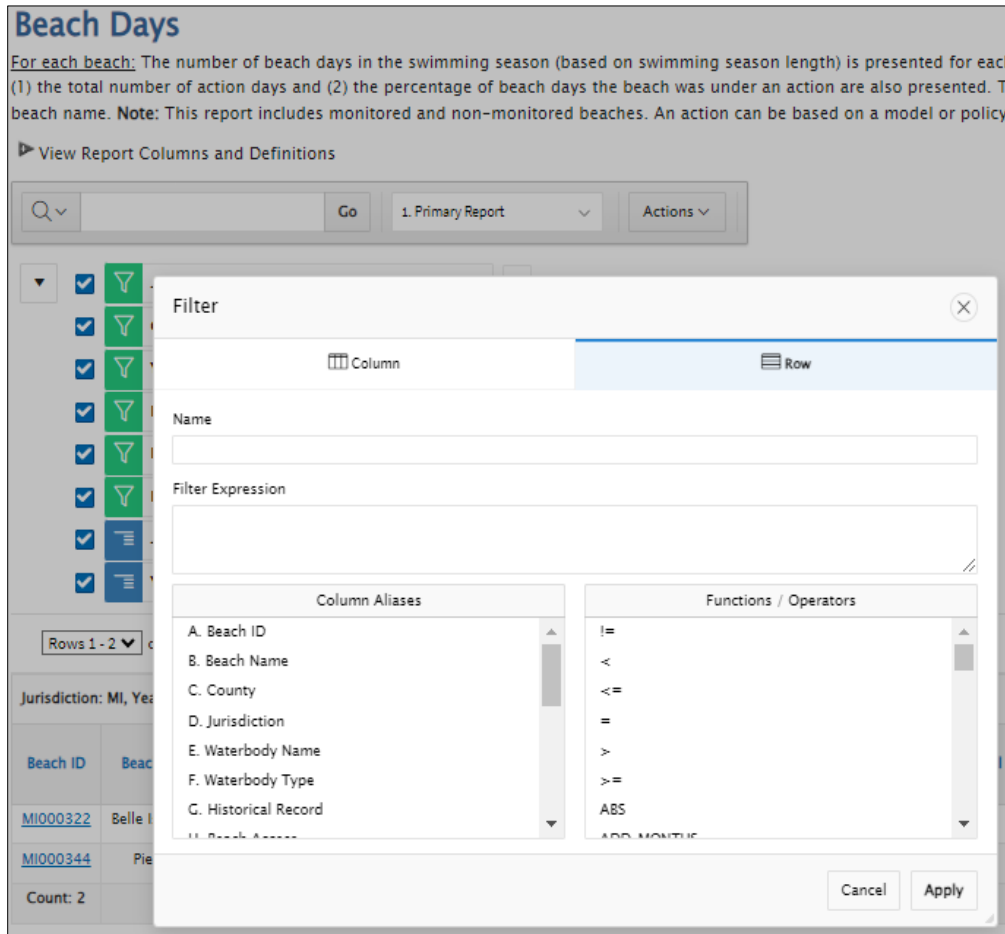 Beach Days
For each beach: The number of beach days in the swimming season (based on swimming season length) is presented for eac
(1) the total number of action days and (2) the percentage of beach days the beach was under an action are also presented. T
beach name. Note: This report includes monitored and non-monitored beaches. An action can be based on a model or policy
View Report Columns and Definitions
Go
1. Primary Report
Actions
Filter
Column
Row
Name
Filter Expression
Column Aliases
Functions / Operators
A. Beach ID
!=
B. Beach Name
<
C. County
<=
D. Jurisdiction
=
E. Waterbody Name
>
F. Waterbody Type
>=
G. Historical Record
ABS
H. Beach Access
ADD_MONTHS
Rows 1 - 2
Jurisdiction: MI, Yea
Beach ID
Beac
MI000322
Belle I
MI000344
Pie
Count: 2
Cancel
Apply